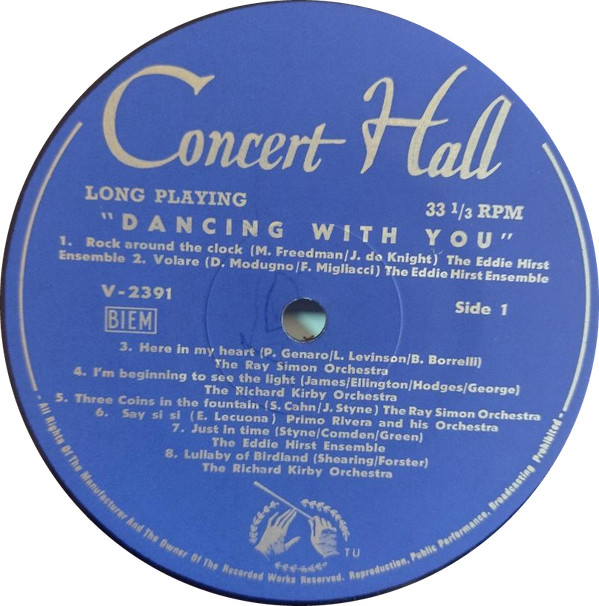 Concert Hall
LONG PLAYING
33 1/3 RPM
"DANCING WITH YOU"
1. Rock around the clock (M. Freedman/J. de Knight) The Eddie Hirst
Ensemble 2. Volare (D. Modugno/F. Migliacci) The Eddie Hirst Ensemble
V-2391
Side 1
BIEM
3. Here in my heart (P. Genaro/L. Levinson/B. Borrelli)
The Ray Simon Orchestra
4. I'm beginning to see the light (James/Ellington/Hodges/George)
The Richard Kirby Orchestra
5. Three Coins in the fountain (S. Cahn/J. Styne) The Ray Simon Orchestra
6. Say si si (E. Lecuona) Primo Rivera and his Orchestra
7. Just in time (Styne/Comden/Green)
The Eddie Hirst Ensemble
8. Lullaby of Birdland (Shearing/Forster)
The Richard Kirby Orchestra
TU
- All Rights Of The Manufacturer And The Owner Of The Recorded Works Reserved. Reproduction, Public Performance, Broadcasting Prohibited -